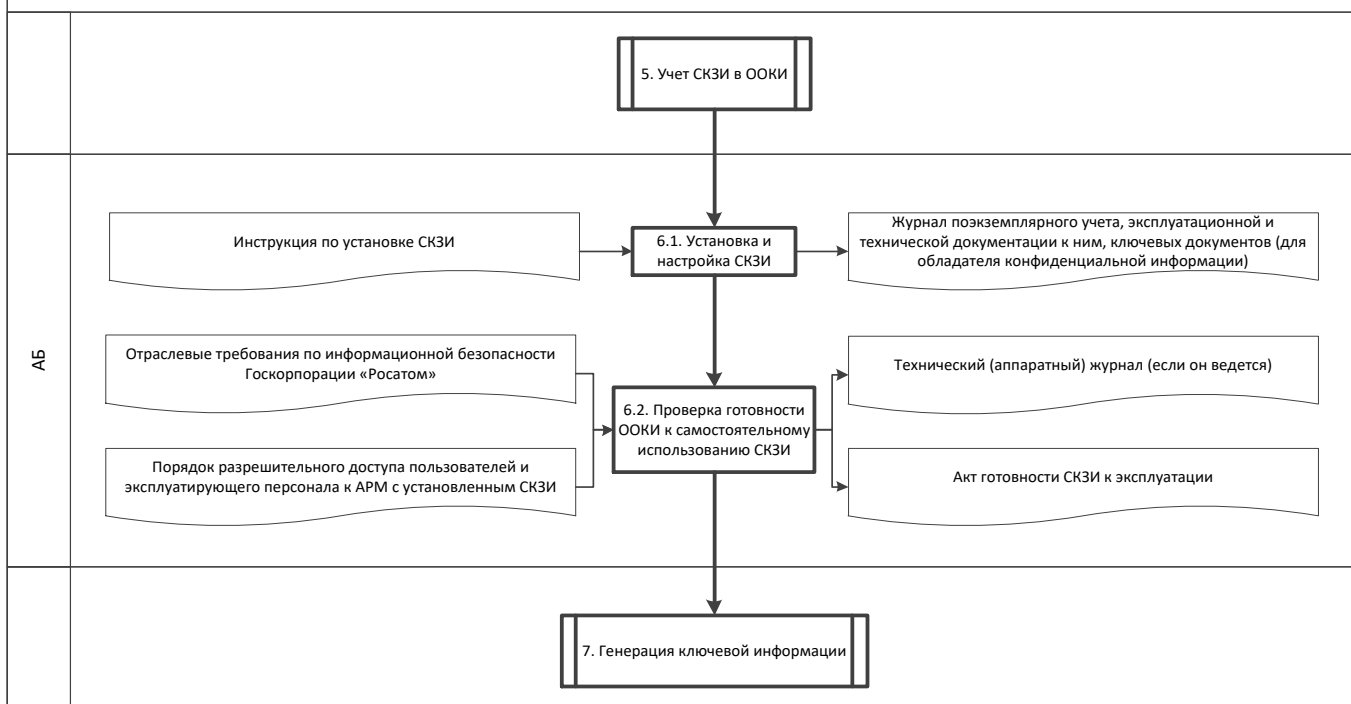 5. Учет СКЗИ в ООКИ
АБ
Инструкция по установке СКЗИ
6.1. Установка и
настройка СКЗИ
Журнал поэкземплярного учета, эксплуатационной и
технической документации к ним, ключевых документов (для
обладателя конфиденциальной информации)
Отраслевые требования по информационной безопасности
Госкорпорации «Росатом»
Порядок разрешительного доступа пользователей и
эксплуатирующего персонала к АРМ с установленным СКЗИ
6.2. Проверка готовности
ООКИ к самостоятельному
использованию СКЗИ
Технический (аппаратный) журнал (если он ведется)
Акт готовности СКЗИ к эксплуатации
7. Генерация ключевой информации